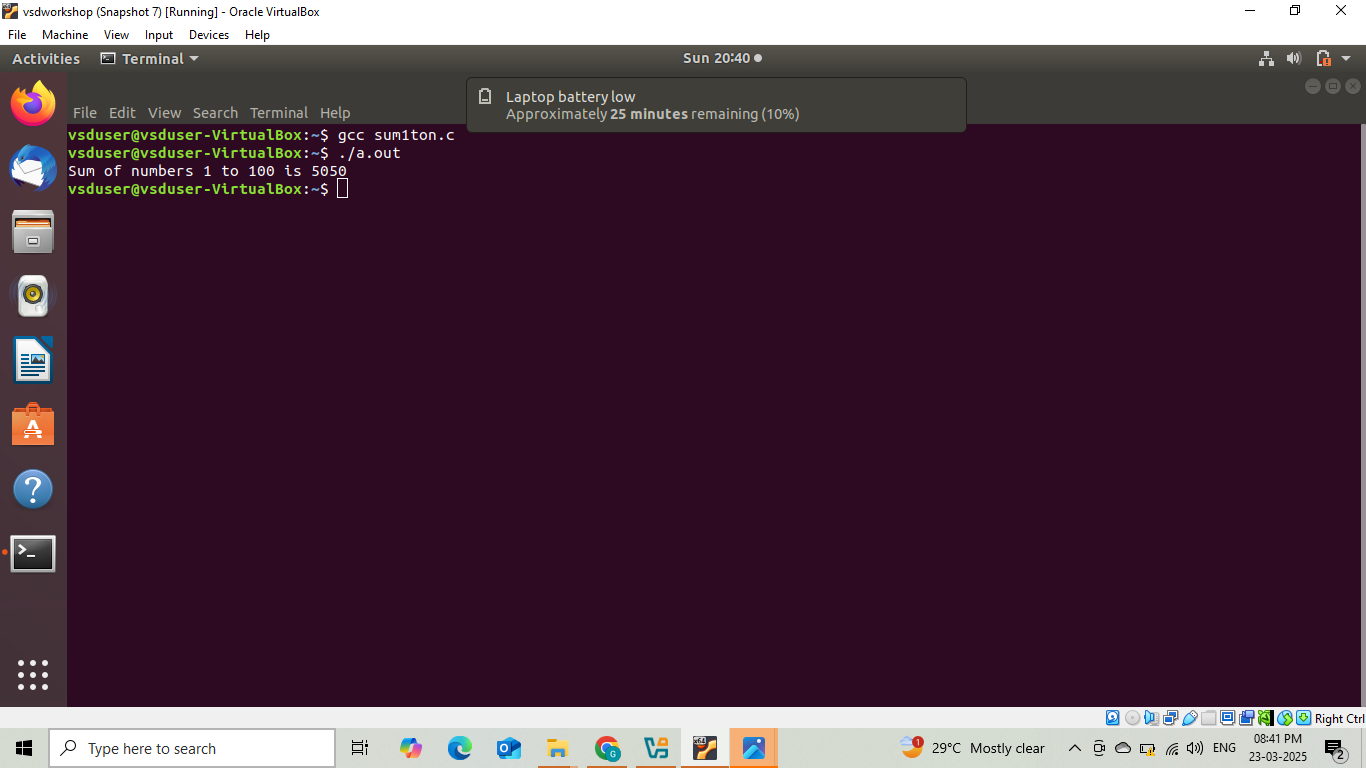 vsdworkshop (Snapshot 7) [Running] - Oracle VirtualBox
File Machine View Input Devices Help
Activities Terminal Sun 20:40
Laptop battery low
Approximately 25 minutes remaining (10%)
File Edit View Search Terminal Help
vsduser@vsduser-VirtualBox:~$ gcc sum1ton.c
vsduser@vsduser-VirtualBox:~$ ./a.out
Sum of numbers 1 to 100 is 5050
vsduser@vsduser-VirtualBox:~$
Right Ctrl
Type here to search
1
29°C Mostly clear
ENG
08:41 PM
23-03-2025
2